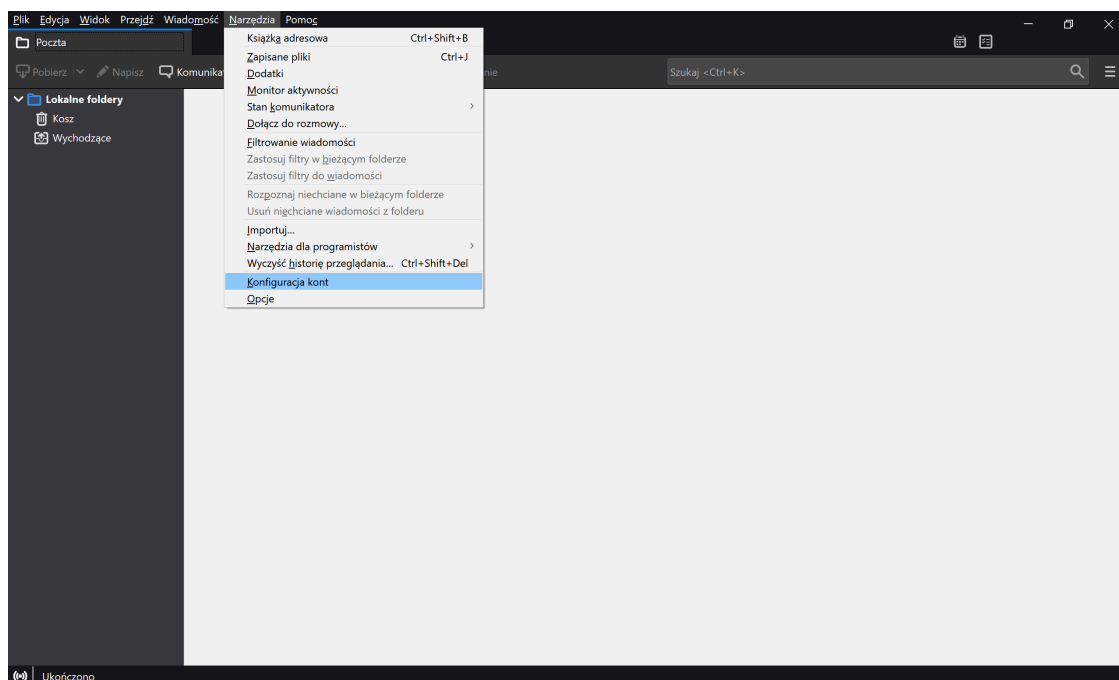 Plik Edycja Widok Przejdź Wiadomość Narzędzia Pomoc
Poczta
Pobierz Napisz Szukaj <Ctrl+K>
Lokalne foldery
Kosz
Wychodzące
Książka adresowa Ctrl+Shift+B
Zapisane pliki Ctrl+J
Dodatki
Monitor aktywności
Stan komunikatora
Dołącz do rozmowy...
Filtrowanie wiadomości
Zastosuj filtry w bieżącym folderze
Zastosuj filtry do wiadomości
Rozpoznaj niechciane w bieżącym folderze
Usuń niechciane wiadomości z folderu
Importuj...
Narzędzia dla programistów
Wyczyść historię przeglądania... Ctrl+Shift+Del
Konfiguracja kont
Opcje
Ukończono